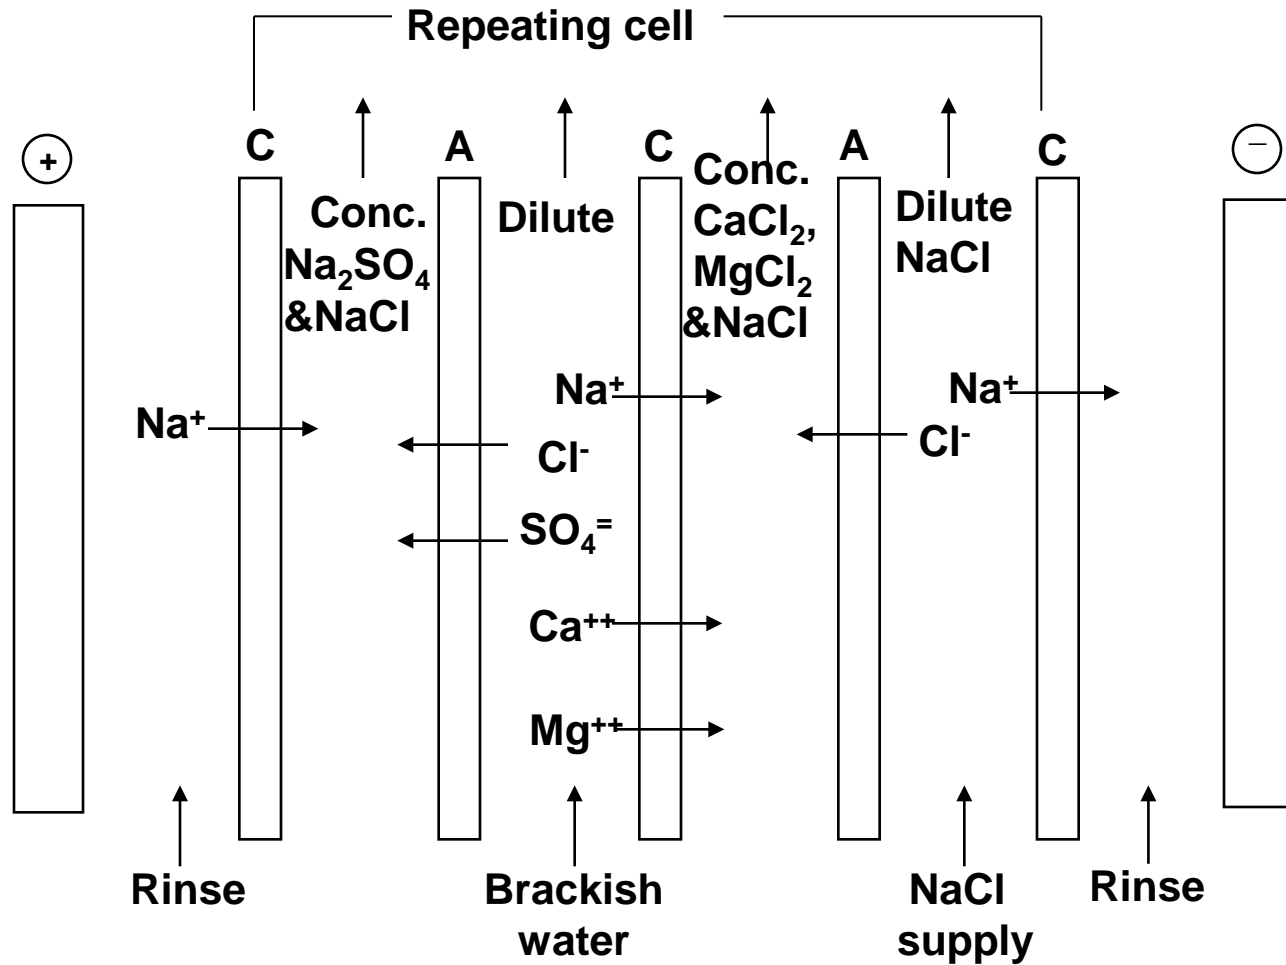 Repeating cell
+
C
A
C
A
C
−
Conc.
Na₂SO₄
&NaCl
Dilute
Conc.
CaCl₂,
MgCl₂
&NaCl
Dilute
NaCl
Na⁺
Na⁺
Cl⁻
SO₄⁼
Ca⁺⁺
Mg⁺⁺
Na⁺
Cl⁻
Rinse
Brackish
water
NaCl
supply
Rinse